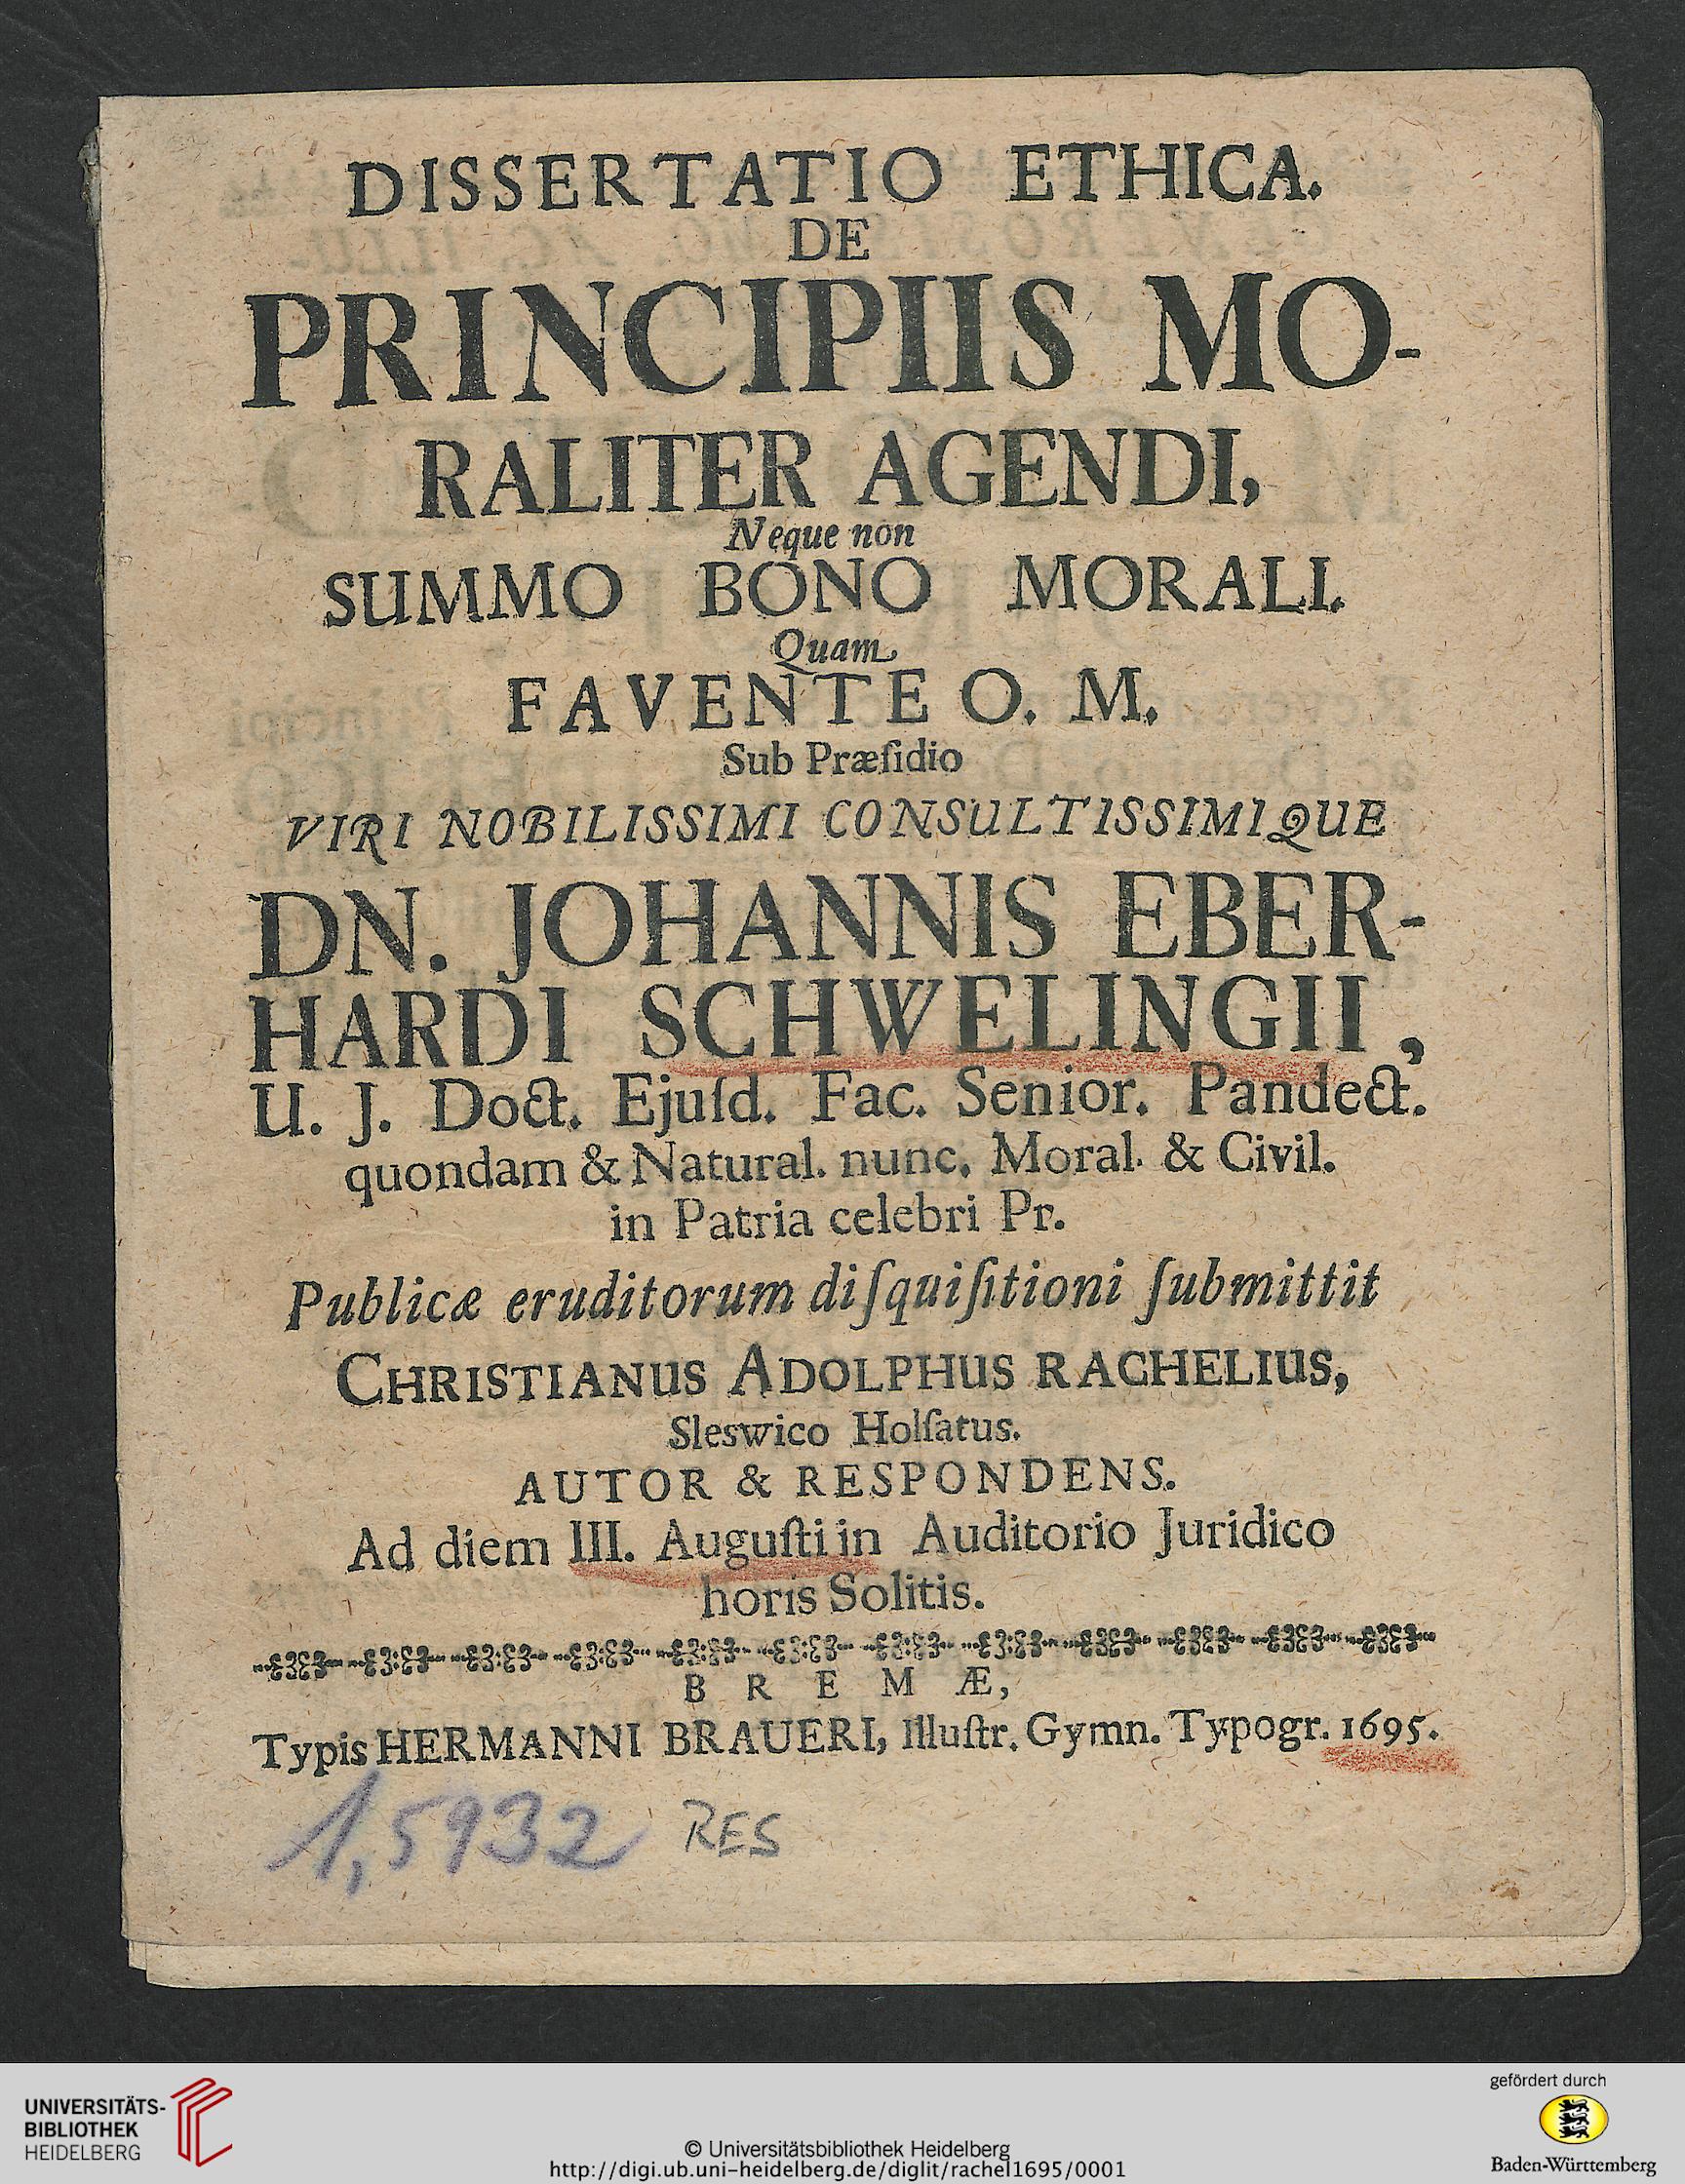 DISSERTATIO ETHICA.
DE
PRINCIPIIS MO-
RALITER AGENDI,
Neque non
SUMMO BONO MORALI.
Quam
FAVENTE O. M.
Sub Præſidio
VIRI NOBILISSIMI CONSULTISSIMIQUE
DN. JOHANNIS EBER-
HARDI SCHWELINGII,
U. J. Doct. Ejuſd. Fac. Senior. Pandect.
quondam & Natural. nunc, Moral. & Civil.
in Patria celebri Pr.
Publicæ eruditorum diſquiſitioni ſubmittit
CHRISTIANUS ADOLPHUS RACHELIUS,
Sleswico Holſatus.
AUTOR & RESPONDENS.
Ad diem III. Auguſti in Auditorio Juridico
horis Solitis.
BREMÆ,
Typis HERMANNI BRAUERI, Illuſtr. Gymn. Typogr. 1695.
1,5932 RES
UNIVERSITÄTS-
BIBLIOTHEK
HEIDELBERG
© Universitätsbibliothek Heidelberg
http://digi.ub.uni-heidelberg.de/diglit/rachel1695/0001
gefördert durch
Baden-Württemberg